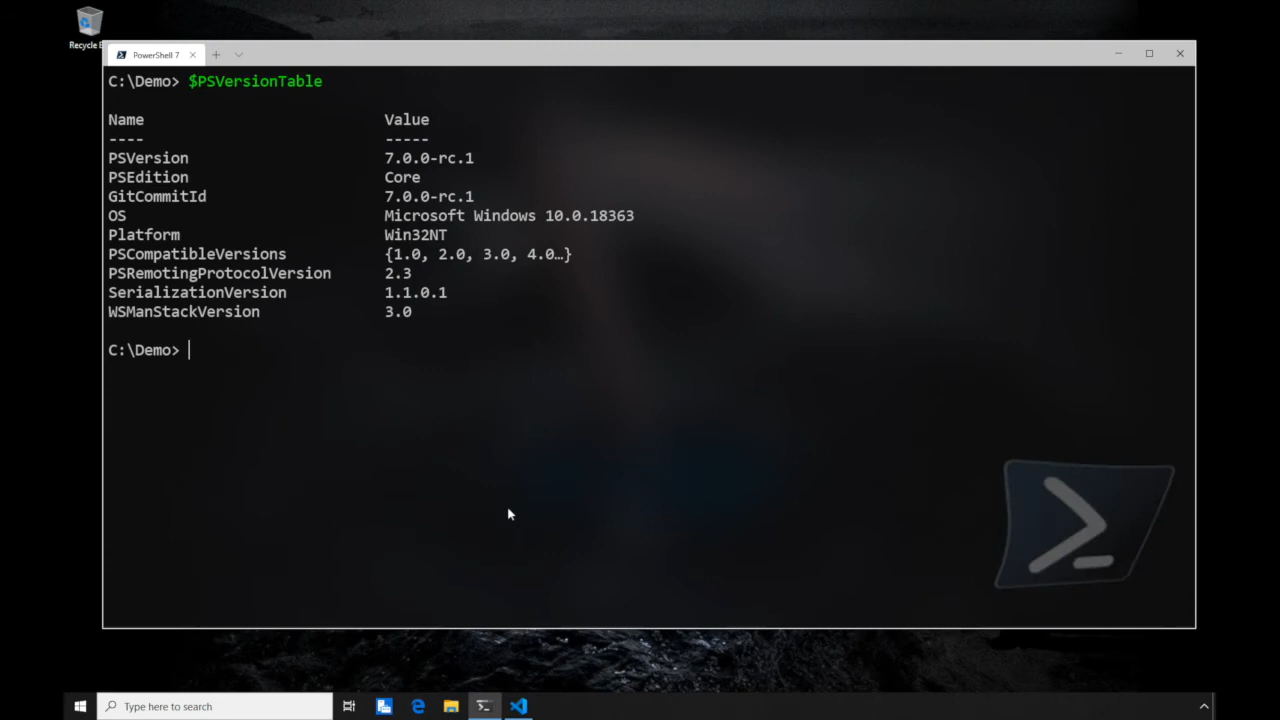 Recycle
PowerShell 7
C:\Demo> $PSVersionTable
Name Value
---- -----
PSVersion 7.0.0-rc.1
PSEdition Core
GitCommitId 7.0.0-rc.1
OS Microsoft Windows 10.0.18363
Platform Win32NT
PSCompatibleVersions {1.0, 2.0, 3.0, 4.0…}
PSRemotingProtocolVersion 2.3
SerializationVersion 1.1.0.1
WSManStackVersion 3.0
C:\Demo>
Type here to search